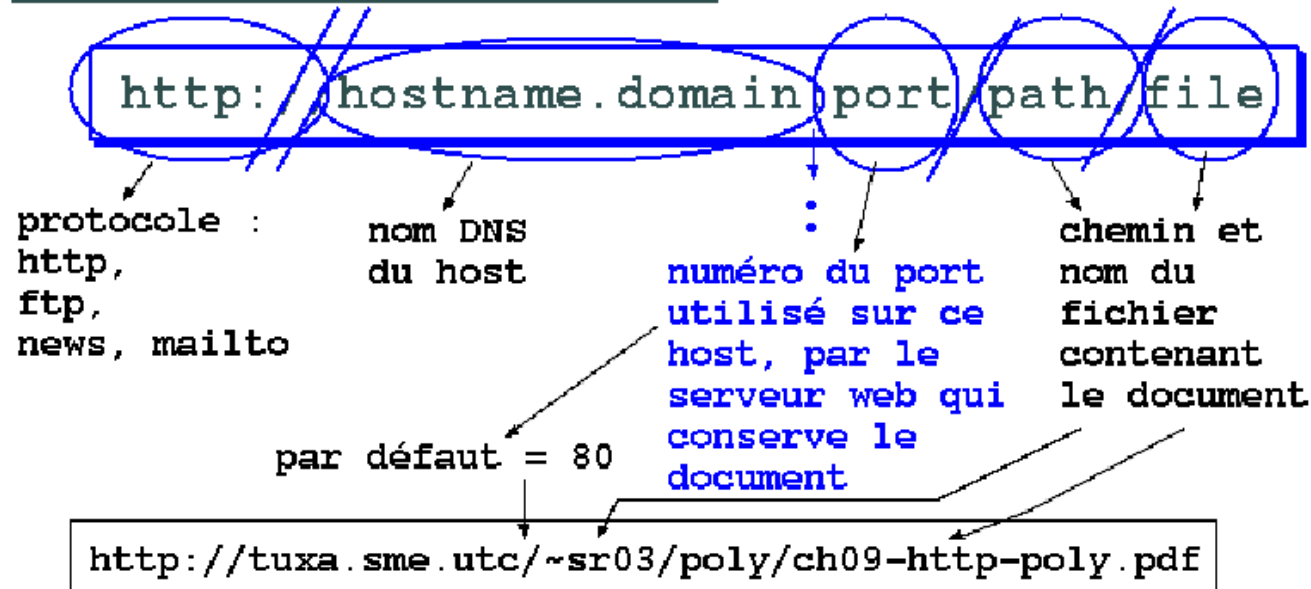 http://hostname.domain:port/path/file
protocole :
http,
ftp,
news, mailto
nom DNS
du host
:
numéro du port
utilisé sur ce
host, par le
serveur web qui
conserve le
document
chemin et
nom du
fichier
contenant
le document
par défaut = 80
http://tuxa.sme.utc/~sr03/poly/ch09-http-poly.pdf